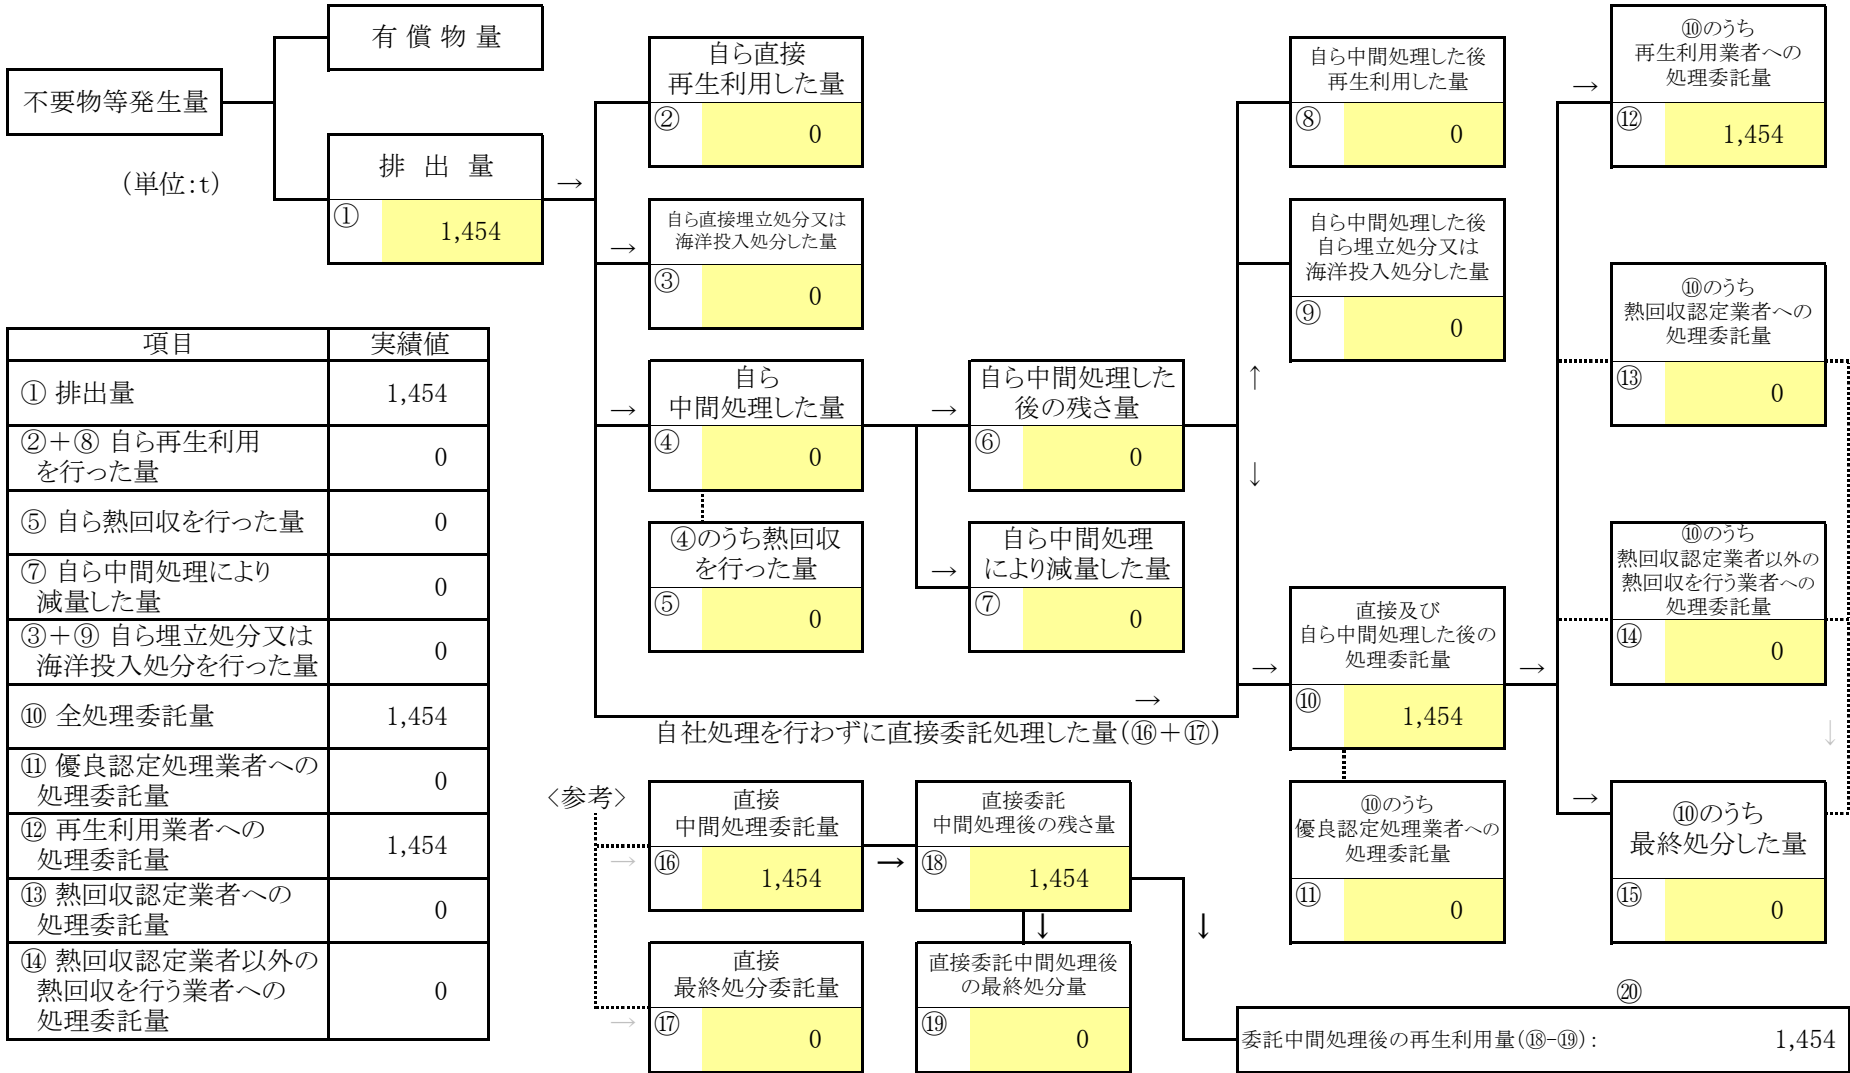 有 償 物 量
不要物等発生量
(単位:t)
排 出 量
①
1,454
→
自ら直接
再生利用した量
②
0
→
自ら直接埋立処分又は
海洋投入処分した量
③
0
→
自ら
中間処理した量
④
0
④のうち熱回収
を行った量
⑤
0
→
自ら中間処理した
後の残さ量
⑥
0
→
自ら中間処理
により減量した量
⑦
0
↑
↓
自ら中間処理した後
再生利用した量
⑧
0
自ら中間処理した後
自ら埋立処分又は
海洋投入処分した量
⑨
0
→
自社処理を行わずに直接委託処理した量(⑯+⑰)
→
直接及び
自ら中間処理した後の
処理委託量
⑩
1,454
⑩のうち
優良認定処理業者への
処理委託量
⑪
0
→
→
⑩のうち
再生利用業者への
処理委託量
⑫
1,454
⑩のうち
熱回収認定業者への
処理委託量
⑬
0
⑩のうち
熱回収認定業者以外の
熱回収を行う業者への
処理委託量
⑭
0
↓
→
⑩のうち
最終処分した量
⑮
0
項目 実績値
① 排出量 1,454
②+⑧ 自ら再生利用
を行った量 0
⑤ 自ら熱回収を行った量 0
⑦ 自ら中間処理により
減量した量 0
③+⑨ 自ら埋立処分又は
海洋投入処分を行った量 0
⑩ 全処理委託量 1,454
⑪ 優良認定処理業者への
処理委託量 0
⑫ 再生利用業者への
処理委託量 1,454
⑬ 熱回収認定業者への
処理委託量 0
⑭ 熱回収認定業者以外の
熱回収を行う業者への
処理委託量 0
〈参考〉
→
直接
中間処理委託量
⑯
1,454
→
直接委託
中間処理後の残さ量
⑱
1,454
↓
↓
→
直接
最終処分委託量
⑰
0
直接委託中間処理後
の最終処分量
⑲
0
⑳
委託中間処理後の再生利用量(⑱-⑲): 1,454